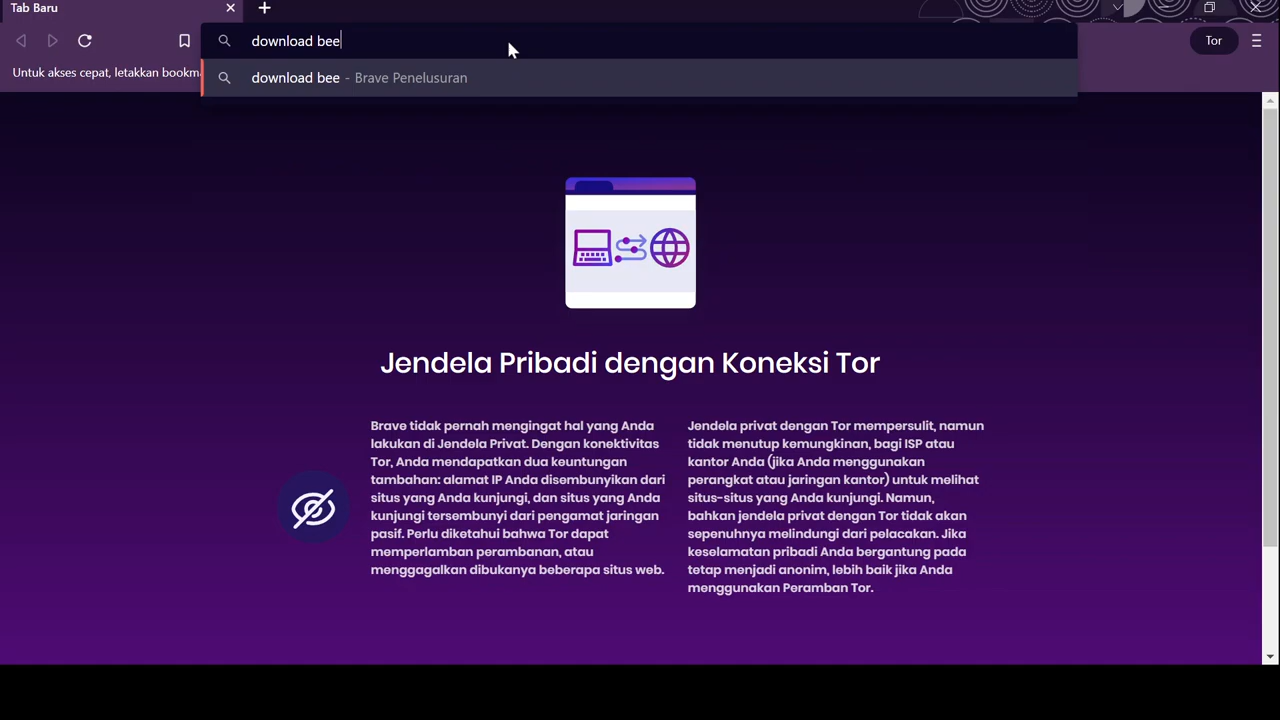 Tab Baru
download bee
Tor
download bee - Brave Penelusuran
Untuk akses cepat, letakkan bookma
Jendela Pribadi dengan Koneksi Tor
Brave tidak pernah mengingat hal yang Anda
lakukan di Jendela Privat. Dengan konektivitas
Tor, Anda mendapatkan dua keuntungan
tambahan: alamat IP Anda disembunyikan dari
situs yang Anda kunjungi, dan situs yang Anda
kunjungi tersembunyi dari pengamat jaringan
pasif. Perlu diketahui bahwa Tor dapat
memperlamban perambanan, atau
menggagalkan dibukanya beberapa situs web.
Jendela privat dengan Tor mempersulit, namun
tidak menutup kemungkinan, bagi ISP atau
kantor Anda (jika Anda menggunakan
perangkat atau jaringan kantor) untuk melihat
situs-situs yang Anda kunjungi. Namun,
bahkan jendela privat dengan Tor tidak akan
sepenuhnya melindungi dari pelacakan. Jika
keselamatan pribadi Anda bergantung pada
tetap menjadi anonim, lebih baik jika Anda
menggunakan Peramban Tor.